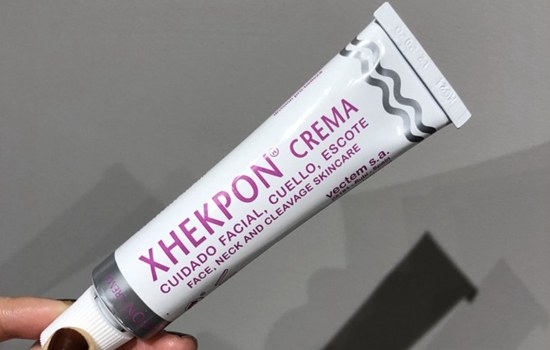 XHEKPON® CREMA
CUIDADO FACIAL, CUELLO, ESCOTE
FACE, NECK AND CLEAVAGE SKINCARE
vectem s.a.